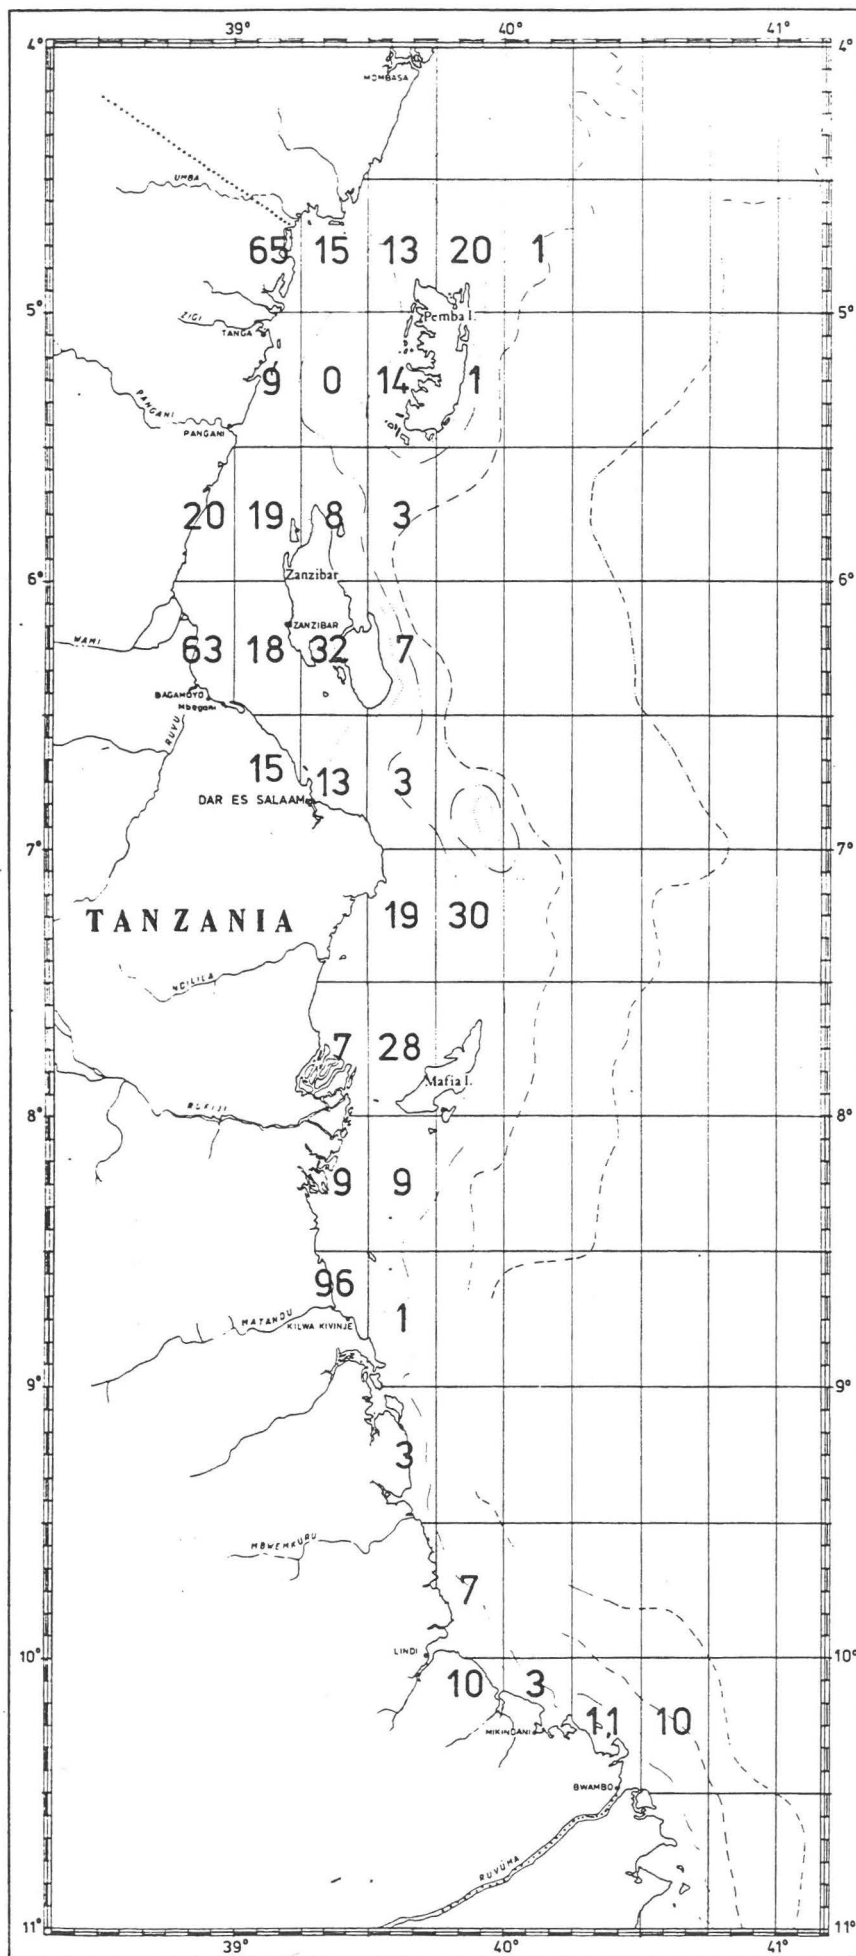 39° 40° 41°
4° 4°
MOMBASA
UMBA
65 15 13 20 1
5° Pemba I. 5°
ZIGI
TANGA
9 0 14 1
PANGANI
PANGANI
20 19 8 3
Zanzibar
6° 6°
ZANZIBAR
WAMI 63 18 32 7
BAGAMOYO
Mbegani
RUVU
15 13 3
DAR ES SALAAM
7° 7°
TANZANIA 19 30
7 28
Mafia I.
8° 8°
9 9
96
MATANDU
KILWA KIVINJE 1
9° 9°
3
MBWEMKURU
7
LINDI
10° 10°
10 3
MIKINDANI 11 10
BWAMBO
RUVUMA
11° 11°
39° 40° 41°